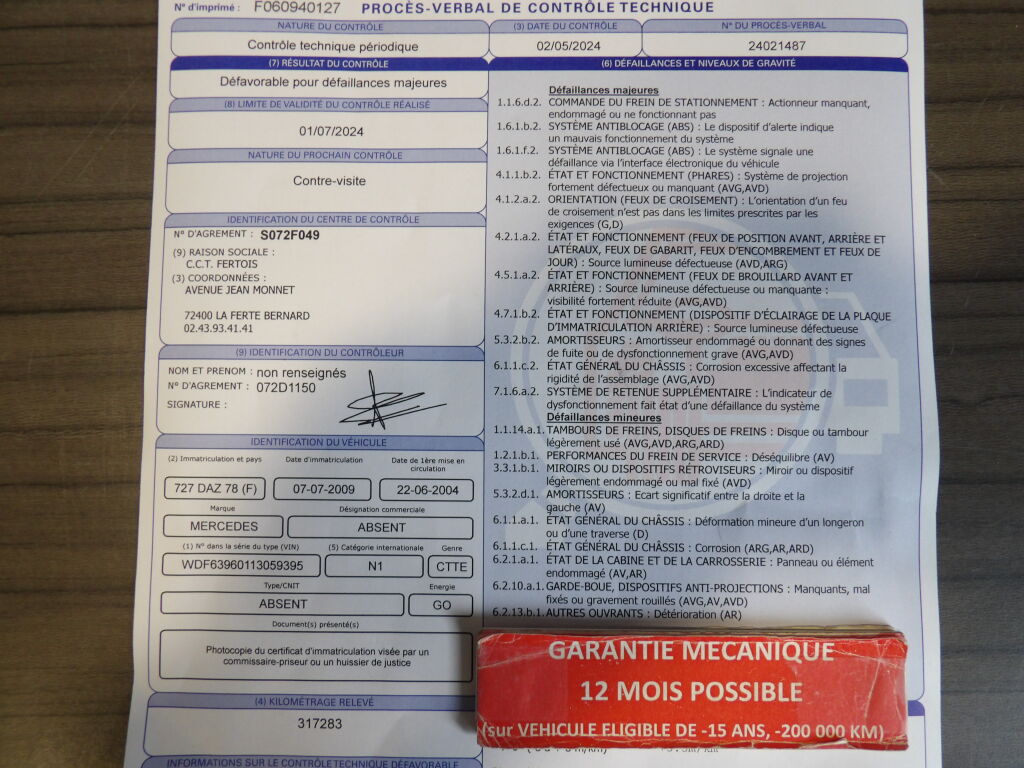 N° d'imprimé : F060940127 PROCÈS-VERBAL DE CONTRÔLE TECHNIQUE
NATURE DU CONTRÔLE
Contrôle technique périodique
(3) DATE DU CONTRÔLE
02/05/2024
N° DU PROCÈS-VERBAL
24021487
(7) RÉSULTAT DU CONTRÔLE
Défavorable pour défaillances majeures
(8) LIMITE DE VALIDITÉ DU CONTRÔLE RÉALISÉ
01/07/2024
NATURE DU PROCHAIN CONTRÔLE
Contre-visite
IDENTIFICATION DU CENTRE DE CONTRÔLE
N° D'AGREMENT : S072F049
(9) RAISON SOCIALE :
C.C.T. FERTOIS
(3) COORDONNÉES :
AVENUE JEAN MONNET
72400 LA FERTE BERNARD
02.43.93.41.41
(9) IDENTIFICATION DU CONTRÔLEUR
NOM ET PRENOM : non renseignés
N° D'AGREMENT : 072D1150
SIGNATURE :
IDENTIFICATION DU VÉHICULE
(2) Immatriculation et pays
727 DAZ 78 (F)
Date d'immatriculation
07-07-2009
Date de 1ère mise en
circulation
22-06-2004
Marque
MERCEDES
Désignation commerciale
ABSENT
(1) N° dans la série du type (VIN)
WDF63960113059395
(5) Catégorie internationale
N1
Genre
CTTE
Type/CNIT
ABSENT
Energie
GO
Document(s) présenté(s)
Photocopie du certificat d'immatriculation visée par un
commissaire-priseur ou un huissier de justice
(4) KILOMÉTRAGE RELEVÉ
317283
INFORMATIONS SUR LE CONTRÔLE TECHNIQUE DÉFAVORABLE
(6) DÉFAILLANCES ET NIVEAUX DE GRAVITÉ
Défaillances majeures
1.1.6.d.2. COMMANDE DU FREIN DE STATIONNEMENT : Actionneur manquant,
endommagé ou ne fonctionnant pas
1.6.1.b.2. SYSTÈME ANTIBLOCAGE (ABS) : Le dispositif d'alerte indique
un mauvais fonctionnement du système
1.6.1.f.2. SYSTÈME ANTIBLOCAGE (ABS) : Le système signale une
défaillance via l'interface électronique du véhicule
4.1.1.b.2. ÉTAT ET FONCTIONNEMENT (PHARES) : Système de projection
fortement défectueux ou manquant (AVG,AVD)
4.1.2.a.2. ORIENTATION (FEUX DE CROISEMENT) : L'orientation d'un feu
de croisement n'est pas dans les limites prescrites par les
exigences (G,D)
4.2.1.a.2. ÉTAT ET FONCTIONNEMENT (FEUX DE POSITION AVANT, ARRIÈRE ET
LATÉRAUX, FEUX DE GABARIT, FEUX D'ENCOMBREMENT ET FEUX DE
JOUR) : Source lumineuse défectueuse (AVD,ARG)
4.5.1.a.2. ÉTAT ET FONCTIONNEMENT (FEUX DE BROUILLARD AVANT ET
ARRIÈRE) : Source lumineuse défectueuse ou manquante :
visibilité fortement réduite (AVG,AVD)
4.7.1.b.2. ÉTAT ET FONCTIONNEMENT (DISPOSITIF D'ÉCLAIRAGE DE LA PLAQUE
D'IMMATRICULATION ARRIÈRE) : Source lumineuse défectueuse
5.3.2.b.2. AMORTISSEURS : Amortisseur endommagé ou donnant des signes
de fuite ou de dysfonctionnement grave (AVG,AVD)
6.1.1.c.2. ÉTAT GÉNÉRAL DU CHÂSSIS : Corrosion excessive affectant la
rigidité de l'assemblage (AVG,AVD)
7.1.6.a.2. SYSTÈME DE RETENUE SUPPLÉMENTAIRE : L'indicateur de
dysfonctionnement fait état d'une défaillance du système
Défaillances mineures
1.1.14.a.1. TAMBOURS DE FREINS, DISQUES DE FREINS : Disque ou tambour
légèrement usé (AVG,AVD,ARG,ARD)
1.2.1.b.1. PERFORMANCES DU FREIN DE SERVICE : Déséquilibre (AV)
3.3.1.b.1. MIROIRS OU DISPOSITIFS RÉTROVISEURS : Miroir ou dispositif
légèrement endommagé ou mal fixé (AVD)
5.3.2.d.1. AMORTISSEURS : Ecart significatif entre la droite et la
gauche (AV)
6.1.1.a.1. ÉTAT GÉNÉRAL DU CHÂSSIS : Déformation mineure d'un longeron
ou d'une traverse (D)
6.1.1.c.1. ÉTAT GÉNÉRAL DU CHÂSSIS : Corrosion (ARG,AR,ARD)
6.2.1.a.1. ÉTAT DE LA CABINE ET DE LA CARROSSERIE : Panneau ou élément
endommagé (AV,AR)
6.2.10.a.1. GARDE-BOUE, DISPOSITIFS ANTI-PROJECTIONS : Manquants, mal
fixés ou gravement rouillés (AVG,AV,AVD)
6.2.13.b.1. AUTRES OUVRANTS : Détérioration (AR)
GARANTIE MECANIQUE
12 MOIS POSSIBLE
(sur VEHICULE ELIGIBLE DE -15 ANS, -200 000 KM)